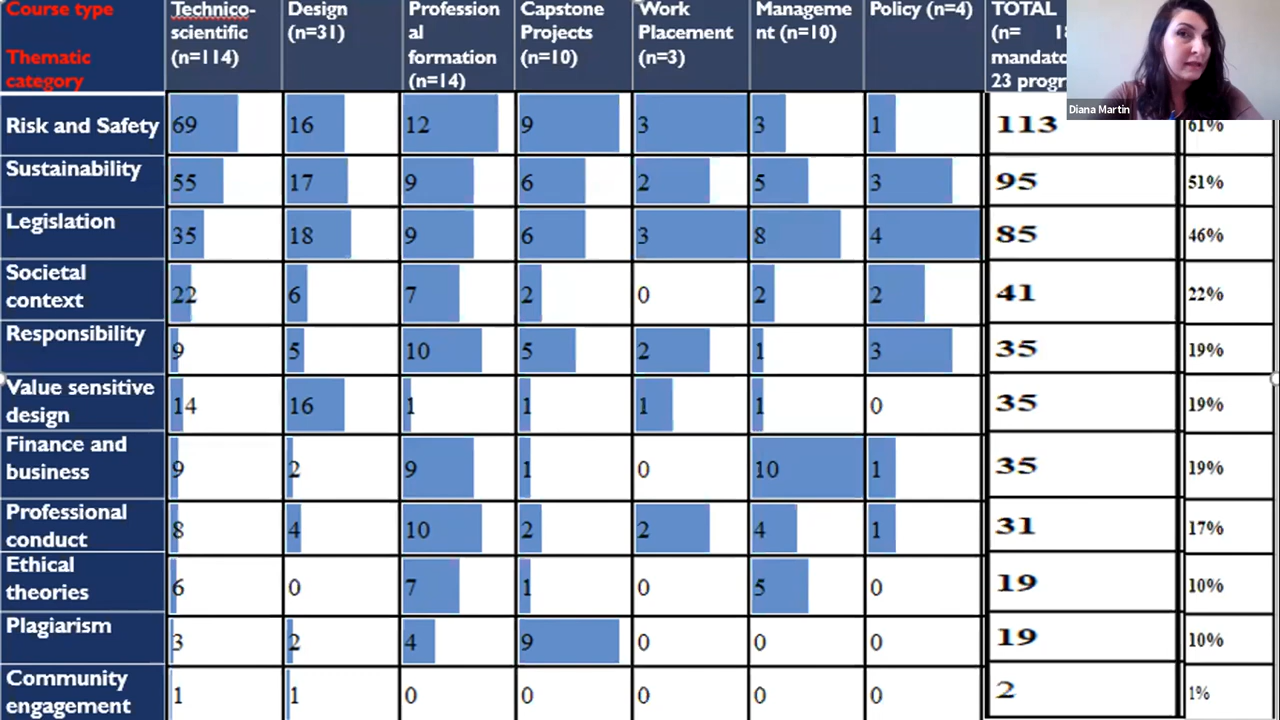 Course type
Thematic
category
Technico-
scientific
(n=114)
Design
(n=31)
Profession
al
formation
(n=14)
Capstone
Projects
(n=10)
Work
Placement
(n=3)
Manageme
nt (n=10)
Policy (n=4)
TOTAL
(n=
mandato
23 progr
Diana Martin
Risk and Safety 69 16 12 9 3 3 1 113 61%
Sustainability 55 17 9 6 2 5 3 95 51%
Legislation 35 18 9 6 3 8 4 85 46%
Societal
context 22 6 7 2 0 2 2 41 22%
Responsibility 9 5 10 5 2 1 3 35 19%
Value sensitive
design 14 16 1 1 1 1 0 35 19%
Finance and
business 9 2 9 1 0 10 1 35 19%
Professional
conduct 8 4 10 2 2 4 1 31 17%
Ethical
theories 6 0 7 1 0 5 0 19 10%
Plagiarism 3 2 4 9 0 0 0 19 10%
Community
engagement 1 1 0 0 0 0 0 2 1%